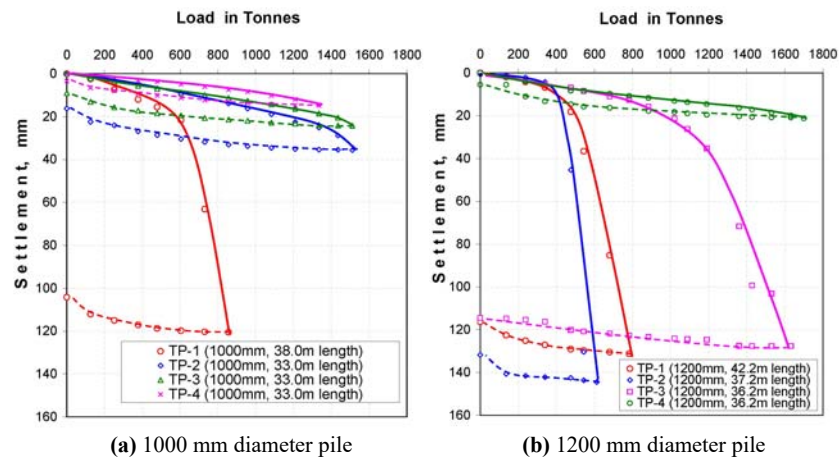 Load in Tonnes
0 200 400 600 800 1000 1200 1400 1600 1800
Settlement, mm
0
20
40
60
80
100
120
140
160
TP-1 (1000mm, 38.0m length)
TP-2 (1000mm, 33.0m length)
TP-3 (1000mm, 33.0m length)
TP-4 (1000mm, 33.0m length)
(a) 1000 mm diameter pile
Load in Tonnes
0 200 400 600 800 1000 1200 1400 1600 1800
Settlement, mm
0
20
40
60
80
100
120
140
160
TP-1 (1200mm, 42.2m length)
TP-2 (1200mm, 37.2m length)
TP-3 (1200mm, 36.2m length)
TP-4 (1200mm, 36.2m length)
(b) 1200 mm diameter pile